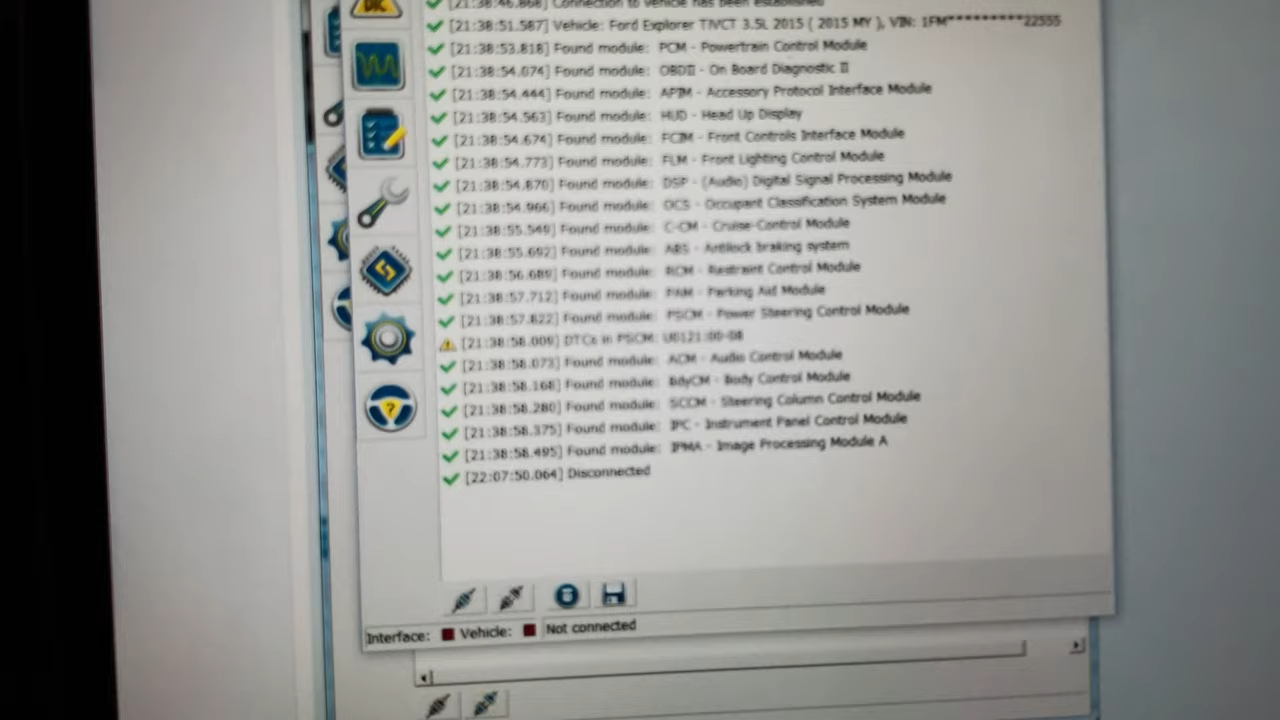 [21:38:46.868] Connection to vehicle has been established
[21:38:51.587] Vehicle: Ford Explorer TiVCT 3.5L 2015 ( 2015 MY ), VIN: 1FM*********22555
[21:38:53.818] Found module: PCM - Powertrain Control Module
[21:38:54.074] Found module: OBDII - On Board Diagnostic II
[21:38:54.444] Found module: APIM - Accessory Protocol Interface Module
[21:38:54.563] Found module: HUD - Head Up Display
[21:38:54.674] Found module: FCIM - Front Controls Interface Module
[21:38:54.773] Found module: FLM - Front Lighting Control Module
[21:38:54.870] Found module: DSP - (Audio) Digital Signal Processing Module
[21:38:54.966] Found module: OCS - Occupant Classification System Module
[21:38:55.549] Found module: C-CM - Cruise-Control Module
[21:38:55.692] Found module: ABS - Antilock braking system
[21:38:56.689] Found module: RCM - Restraint Control Module
[21:38:57.712] Found module: PAM - Parking Aid Module
[21:38:57.822] Found module: PSCM - Power Steering Control Module
[21:38:58.009] DTCs in PSCM: U0121:00-08
[21:38:58.073] Found module: ACM - Audio Control Module
[21:38:58.168] Found module: BdyCM - Body Control Module
[21:38:58.280] Found module: SCCM - Steering Column Control Module
[21:38:58.375] Found module: IPC - Instrument Panel Control Module
[21:38:58.495] Found module: IPMA - Image Processing Module A
[22:07:50.064] Disconnected
Interface: Vehicle: Not connected